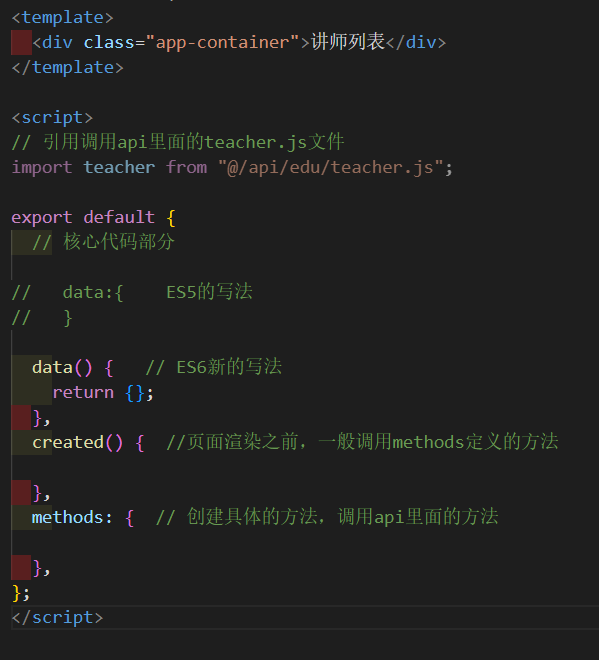 <template>
  <div class="app-container">讲师列表</div>
</template>

<script>
// 引用调用api里面的teacher.js文件
import teacher from "@/api/edu/teacher.js";

export default {
  // 核心代码部分

//   data:{    ES5的写法
//   }

  data() {   // ES6新的写法
    return {};
  },
  created() {  //页面渲染之前，一般调用methods定义的方法

  },
  methods: {  // 创建具体的方法，调用api里面的方法

  },
};
</script>